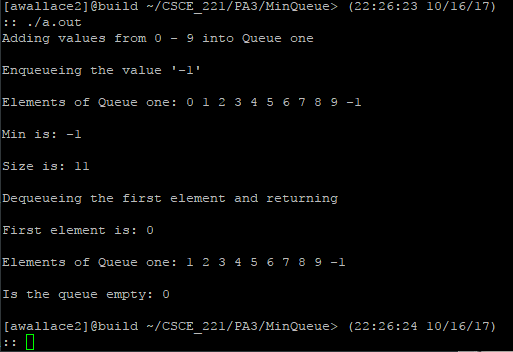 [awallace2]@build ~/CSCE_221/PA3/MinQueue> (22:26:23 10/16/17)
:: ./a.out
Adding values from 0 - 9 into Queue one
Enqueueing the value '-1'
Elements of Queue one: 0 1 2 3 4 5 6 7 8 9 -1
Min is: -1
Size is: 11
Dequeueing the first element and returning
First element is: 0
Elements of Queue one: 1 2 3 4 5 6 7 8 9 -1
Is the queue empty: 0
[awallace2]@build ~/CSCE_221/PA3/MinQueue> (22:26:24 10/16/17)
::